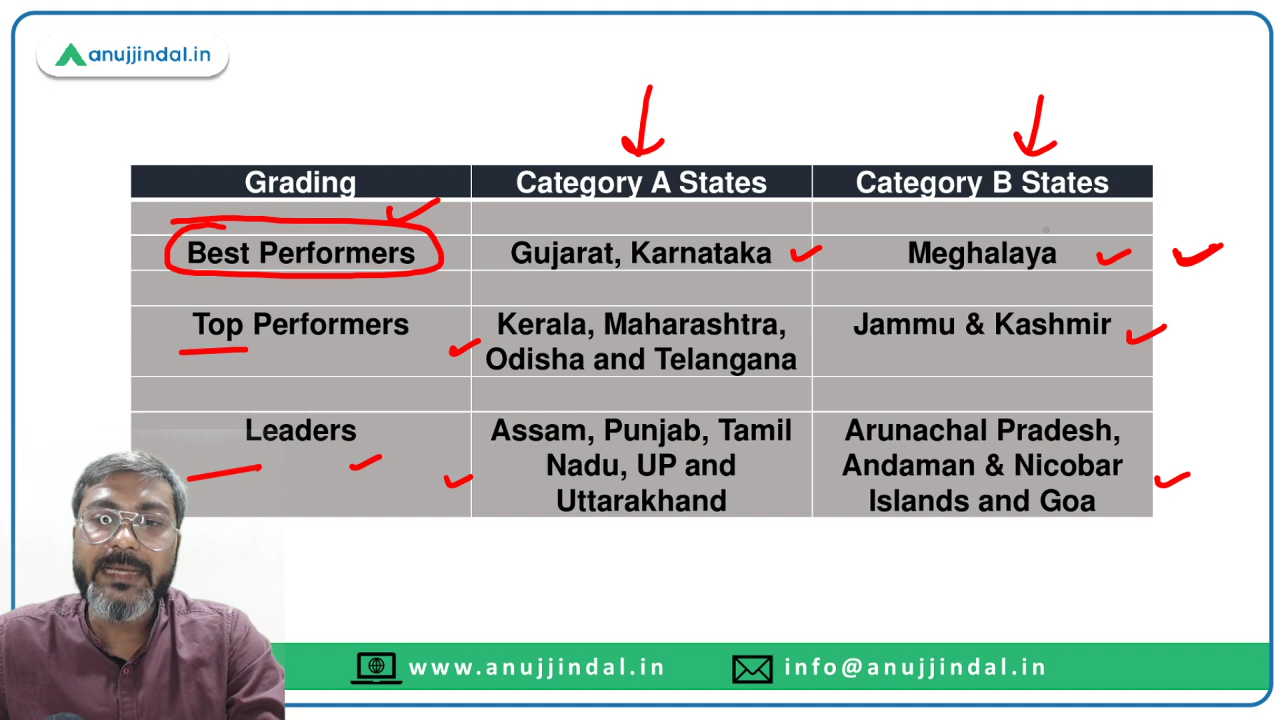 anujjindal.in
Grading Category A States Category B States
Best Performers Gujarat, Karnataka Meghalaya
Top Performers Kerala, Maharashtra, Jammu & Kashmir
Odisha and Telangana
Leaders Assam, Punjab, Tamil Arunachal Pradesh,
Nadu, UP and Andaman & Nicobar
Uttarakhand Islands and Goa
www.anujjindal.in info@anujjindal.in